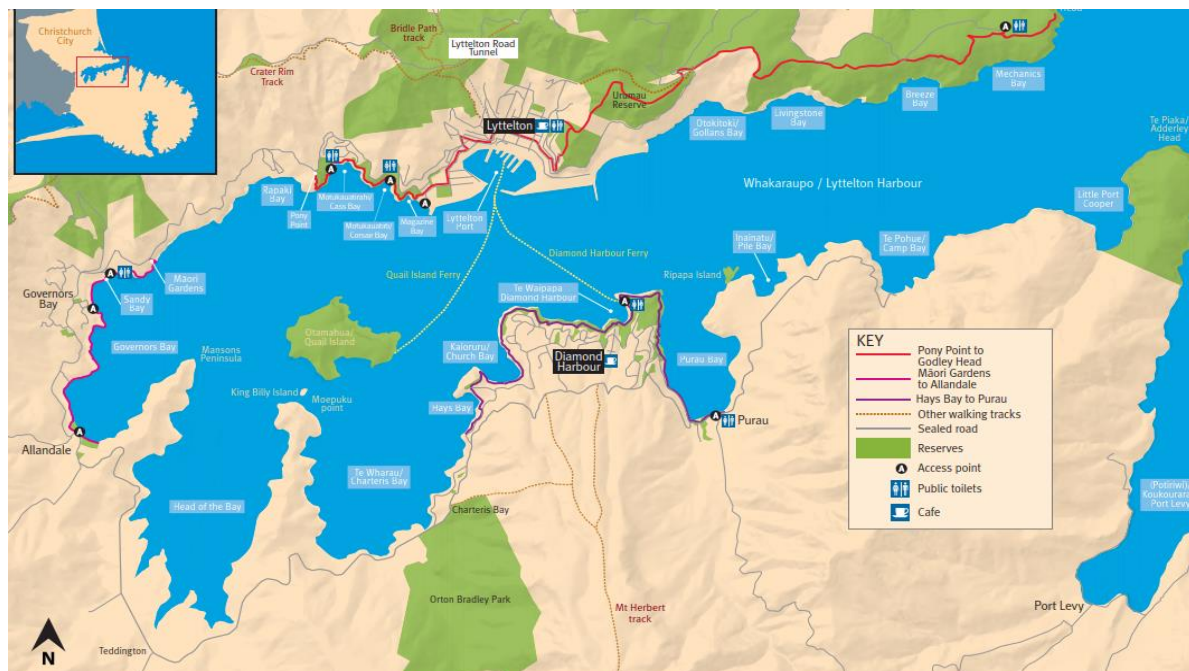 Christchurch
City
Bridle Path
track
Lyttelton Road
Tunnel
Crater Rim
Track
Urumau
Reserve
Lyttelton
Mechanics
Bay
Breeze
Bay
Livingstone
Bay
Otokitoki/
Gollans Bay
Te Piaka/
Adderley
Head
Rapaki
Bay
Pony
Point
Cass Bay
Corsair Bay
Magazine
Bay
Lyttelton
Port
Whakaraupo / Lyttelton Harbour
Little Port
Cooper
Māori
Gardens
Governors
Bay
Sandy
Bay
Quail Island Ferry
Diamond Harbour Ferry
Inainatu/
Pile Bay
Te Pohue/
Camp Bay
Ripapa Island
Te Waipapa
Diamond Harbour
Otamahua/
Quail Island
Governors Bay
Mansons
Peninsula
Kaioruru/
Church Bay
Diamond
Harbour
Purau Bay
King Billy Island
Moepuku
point
Hays Bay
Purau
Allandale
Te Wharau/
Charteris Bay
Head of the Bay
Charteris Bay
Orton Bradley Park
Mt Herbert
track
Teddington
N
KEY
Pony Point to
Godley Head
Māori Gardens
to Allandale
Hays Bay to Purau
Other walking tracks
Sealed road
Reserves
A Access point
Public toilets
Cafe
Koukourara
Port Levy
Port Levy